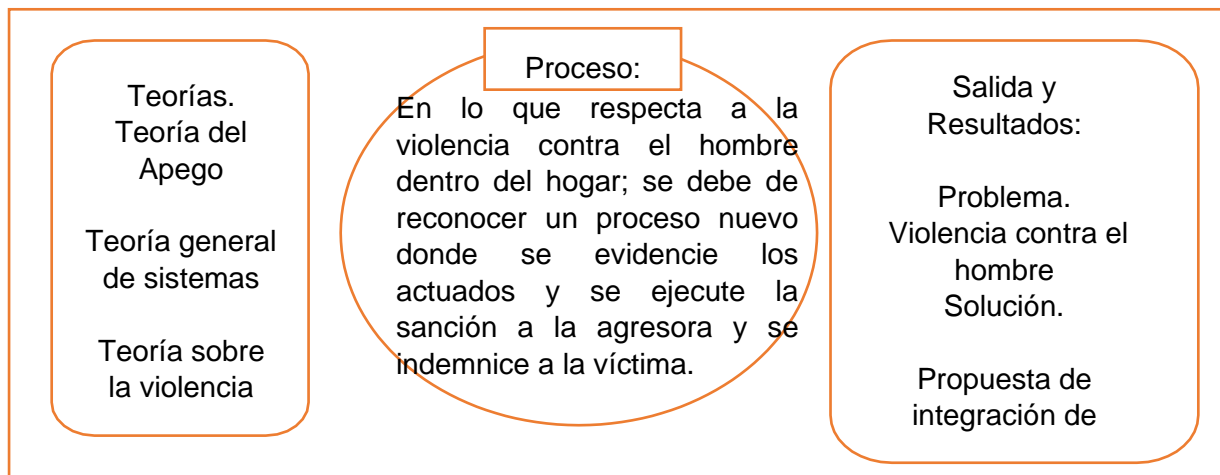 Teorías.
Teoría del
Apego
Teoría general
de sistemas
Teoría sobre
la violencia
Proceso:
En lo que respecta a la
violencia contra el hombre
dentro del hogar; se debe de
reconocer un proceso nuevo
donde se evidencie los
actuados y se ejecute la
sanción a la agresora y se
indemnice a la víctima.
Salida y
Resultados:
Problema.
Violencia contra el
hombre
Solución.
Propuesta de
integración de